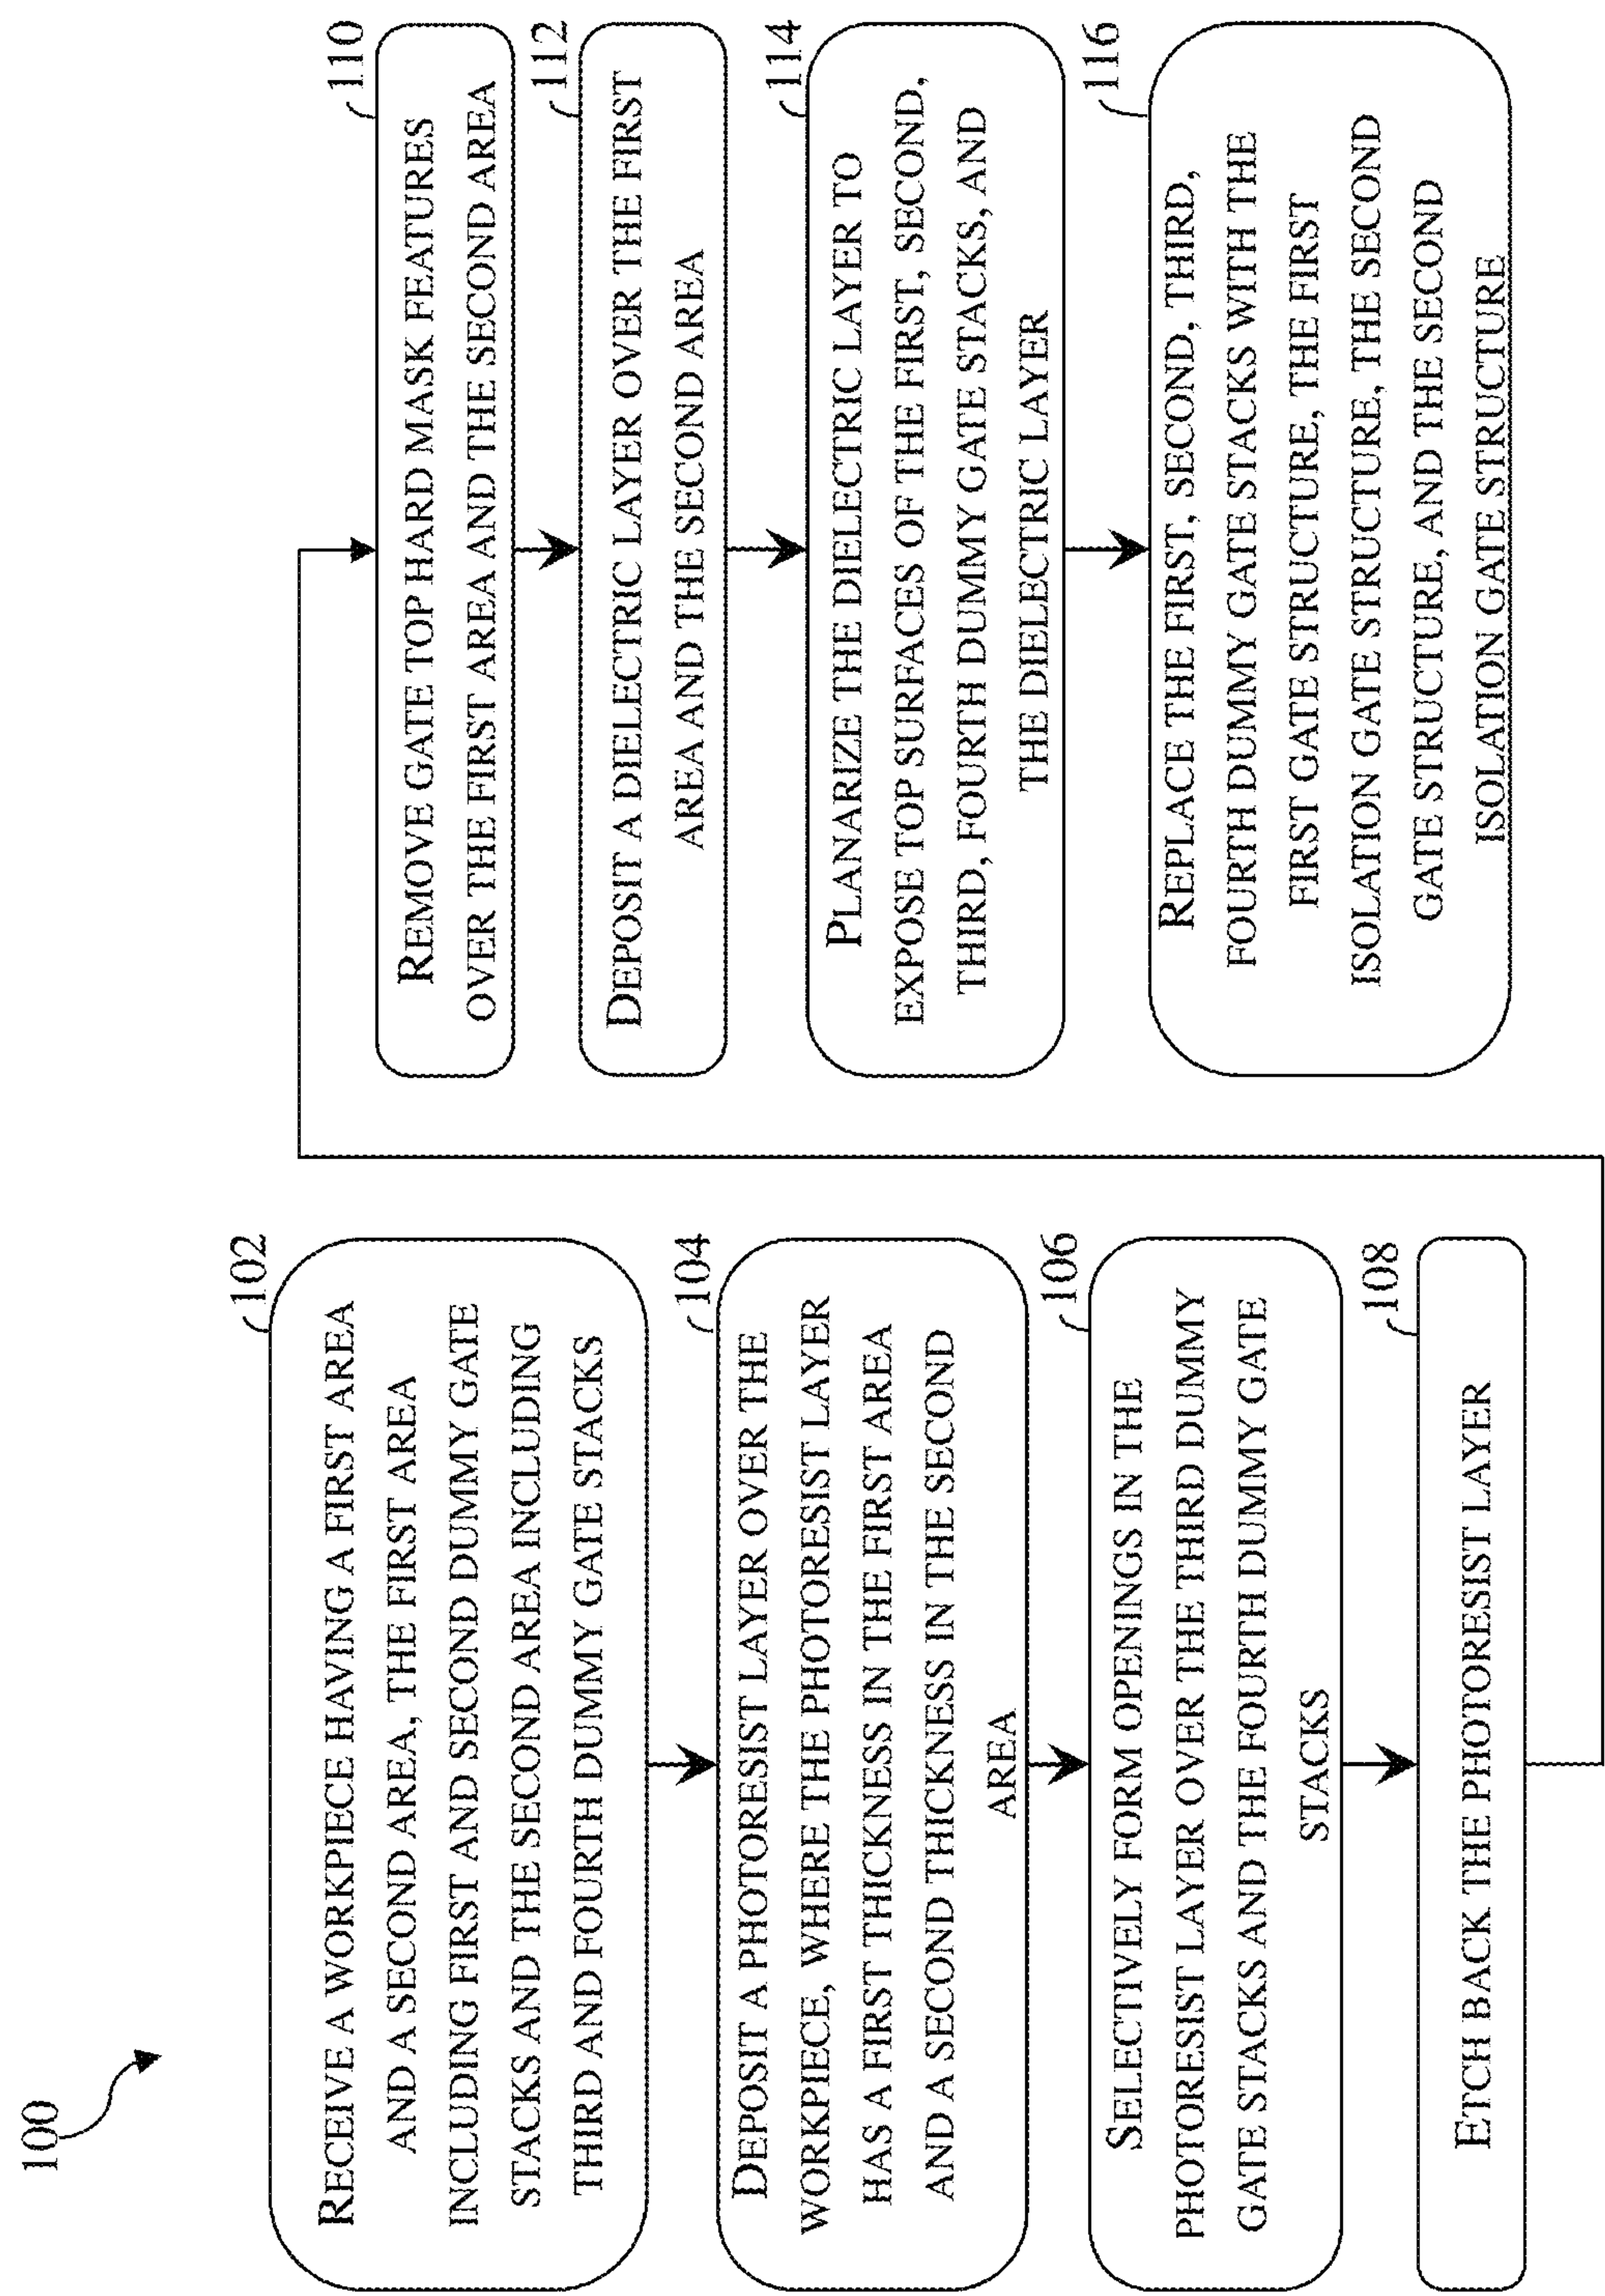 100
102
RECEIVE A WORKPIECE HAVING A FIRST AREA
AND A SECOND AREA, THE FIRST AREA
INCLUDING FIRST AND SECOND DUMMY GATE
STACKS AND THE SECOND AREA INCLUDING
THIRD AND FOURTH DUMMY GATE STACKS
104
DEPOSIT A PHOTORESIST LAYER OVER THE
WORKPIECE, WHERE THE PHOTORESIST LAYER
HAS A FIRST THICKNESS IN THE FIRST AREA
AND A SECOND THICKNESS IN THE SECOND
AREA
106
SELECTIVELY FORM OPENINGS IN THE
PHOTORESIST LAYER OVER THE THIRD DUMMY
GATE STACKS AND THE FOURTH DUMMY GATE
STACKS
108
ETCH BACK THE PHOTORESIST LAYER
110
REMOVE GATE TOP HARD MASK FEATURES
OVER THE FIRST AREA AND THE SECOND AREA
112
DEPOSIT A DIELECTRIC LAYER OVER THE FIRST
AREA AND THE SECOND AREA
114
PLANARIZE THE DIELECTRIC LAYER TO
EXPOSE TOP SURFACES OF THE FIRST, SECOND,
THIRD, FOURTH DUMMY GATE STACKS, AND
THE DIELECTRIC LAYER
116
REPLACE THE FIRST, SECOND, THIRD,
FOURTH DUMMY GATE STACKS WITH THE
FIRST GATE STRUCTURE, THE FIRST
ISOLATION GATE STRUCTURE, THE SECOND
GATE STRUCTURE, AND THE SECOND
ISOLATION GATE STRUCTURE